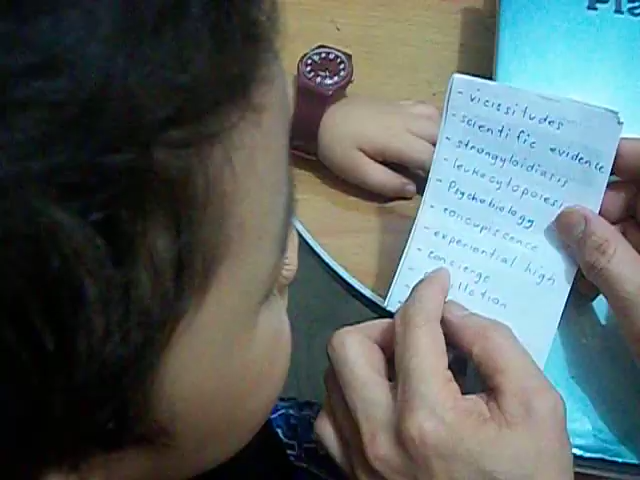 - vicissitudes
- scientific evidence
- strongyloidiasis
- leukocytopoiesis
- Psychobiology
- concupiscence
- experiential high
- concierge